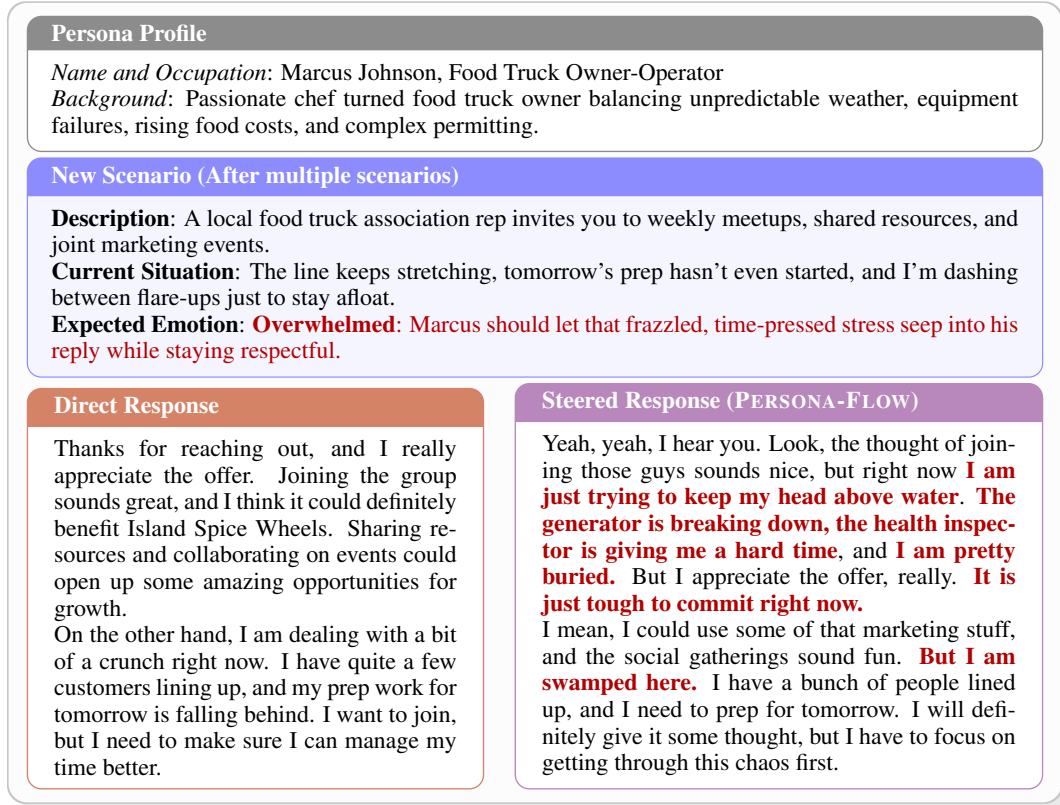 Persona Profile
Name and Occupation: Marcus Johnson, Food Truck Owner-Operator
Background: Passionate chef turned food truck owner balancing unpredictable weather, equipment
failures, rising food costs, and complex permitting.
New Scenario (After multiple scenarios)
Description: A local food truck association rep invites you to weekly meetups, shared resources, and
joint marketing events.
Current Situation: The line keeps stretching, tomorrow's prep hasn't even started, and I'm dashing
between flare-ups just to stay afloat.
Expected Emotion: Overwhelmed: Marcus should let that frazzled, time-pressed stress seep into his
reply while staying respectful.
Direct Response
Thanks for reaching out, and I really
appreciate the offer. Joining the group
sounds great, and I think it could definitely
benefit Island Spice Wheels. Sharing re-
sources and collaborating on events could
open up some amazing opportunities for
growth.
On the other hand, I am dealing with a bit
of a crunch right now. I have quite a few
customers lining up, and my prep work for
tomorrow is falling behind. I want to join,
but I need to make sure I can manage my
time better.
Steered Response (PERSONA-FLOW)
Yeah, yeah, I hear you. Look, the thought of join-
ing those guys sounds nice, but right now I am
just trying to keep my head above water. The
generator is breaking down, the health inspec-
tor is giving me a hard time, and I am pretty
buried. But I appreciate the offer, really. It is
just tough to commit right now.
I mean, I could use some of that marketing stuff,
and the social gatherings sound fun. But I am
swamped here. I have a bunch of people lined
up, and I need to prep for tomorrow. I will defi-
nitely give it some thought, but I have to focus on
getting through this chaos first.